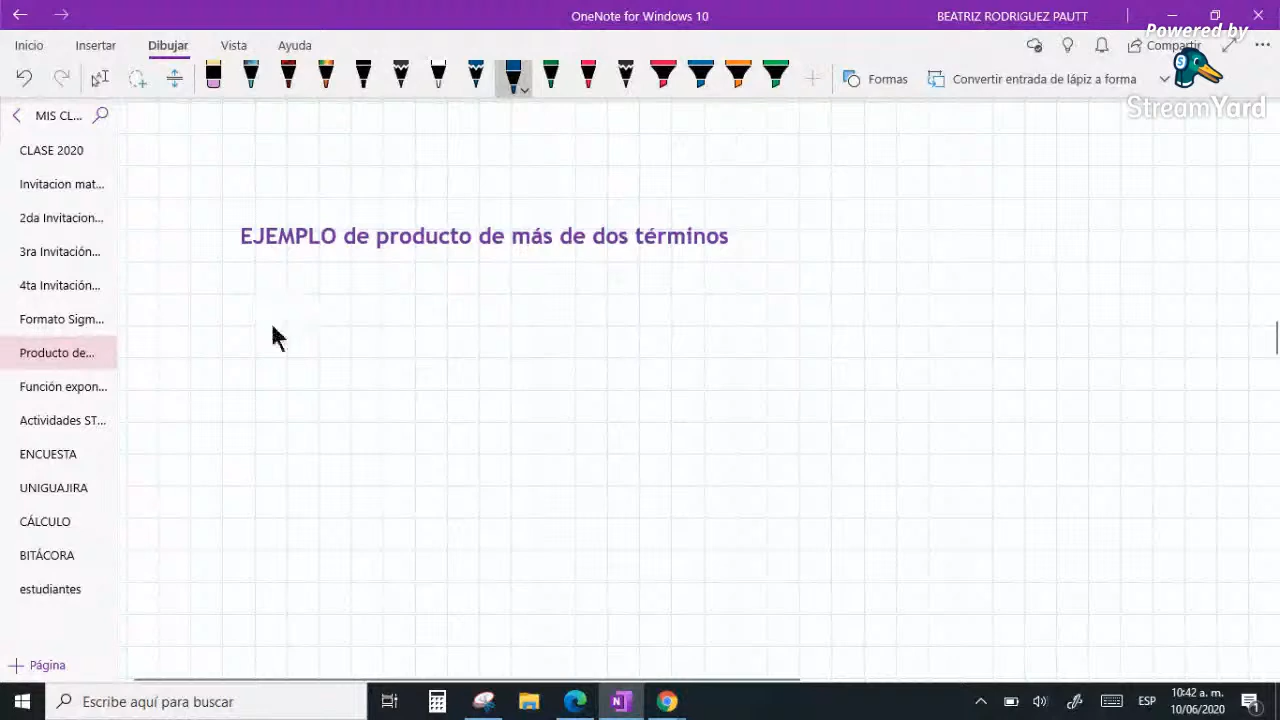 OneNote for Windows 10
BEATRIZ RODRIGUEZ PAUTT
Powered by
Inicio Insertar Dibujar Vista Ayuda
Compartir
Formas Convertir entrada de lápiz a forma
StreamYard
MIS CL...
CLASE 2020
Invitacion mat...
2da Invitacion...
3ra Invitación...
4ta Invitación...
Formato Sigm...
Producto de...
Función expon...
Actividades ST...
ENCUESTA
UNIGUAJIRA
CÁLCULO
BITÁCORA
estudiantes
Página
EJEMPLO de producto de más de dos términos
Escribe aquí para buscar
ESP
10:42 a. m.
10/06/2020
1